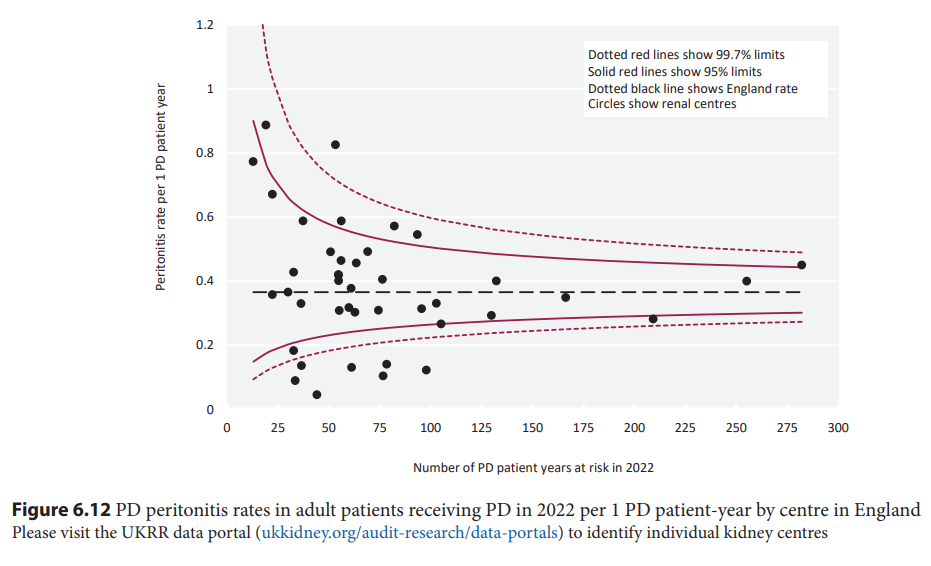 1.2
1
0.8
0.6
0.4
0.2
0
Peritonitis rate per 1 PD patient year
Dotted red lines show 99.7% limits
Solid red lines show 95% limits
Dotted black line shows England rate
Circles show renal centres
0 25 50 75 100 125 150 175 200 225 250 275 300
Number of PD patient years at risk in 2022
Figure 6.12 PD peritonitis rates in adult patients receiving PD in 2022 per 1 PD patient-year by centre in England
Please visit the UKRR data portal (ukkidney.org/audit-research/data-portals) to identify individual kidney centres